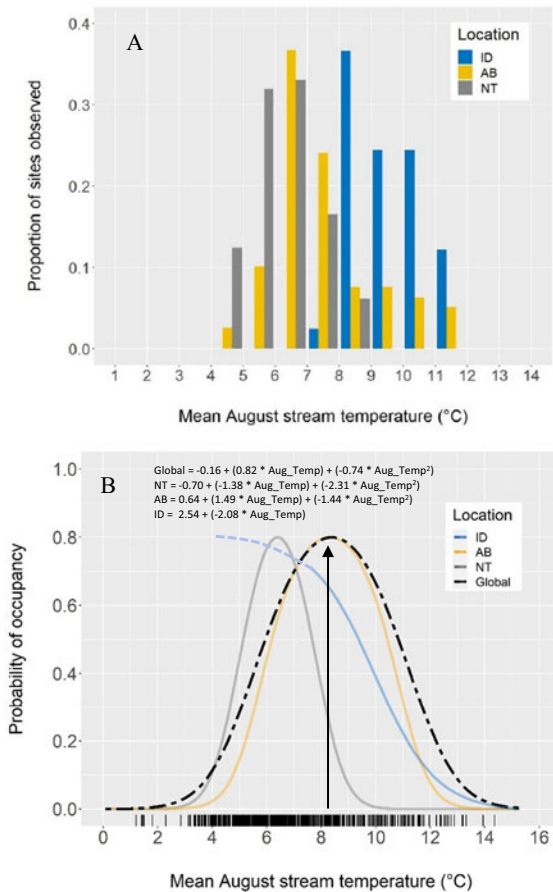 A
Location
ID
AB
NT
Proportion of sites observed
0.4
0.3
0.2
0.1
0.0
1 2 3 4 5 6 7 8 9 10 11 12 13 14
Mean August stream temperature (°C)
B
Global = -0.16 + (0.82 * Aug_Temp) + (-0.74 * Aug_Temp²)
NT = -0.70 + (-1.38 * Aug_Temp) + (-2.31 * Aug_Temp²)
AB = 0.64 + (1.49 * Aug_Temp) + (-1.44 * Aug_Temp²)
ID = 2.54 + (-2.08 * Aug_Temp)
Location
ID
AB
NT
Global
Probability of occupancy
1.0
0.8
0.6
0.4
0.2
0.0
0 2 4 6 8 10 12 14 16
Mean August stream temperature (°C)